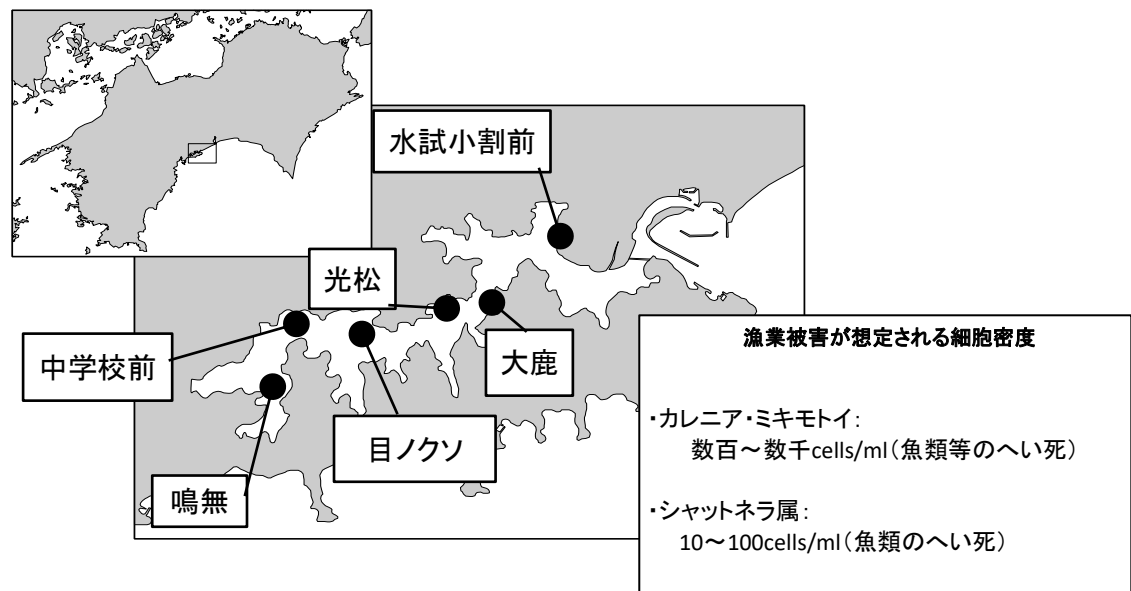 水試小割前
光松
中学校前
大鹿
目ノクソ
鳴無
漁業被害が想定される細胞密度
・カレニア・ミキモトイ：
数百～数千cells/ml（魚類等のへい死）
・シャットネラ属：
10～100cells/ml（魚類のへい死）